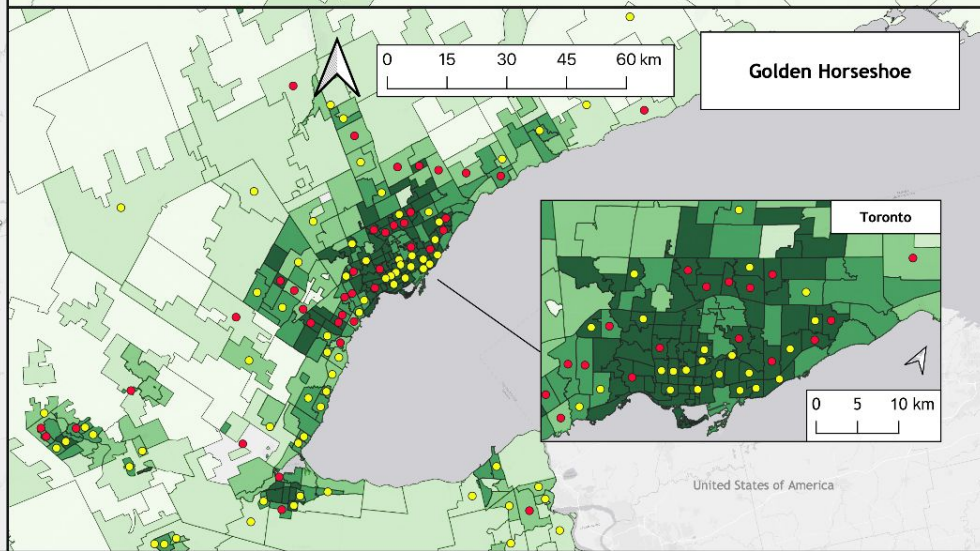 0 15 30 45 60 km
Golden Horseshoe
Toronto
0 5 10 km
United States of America